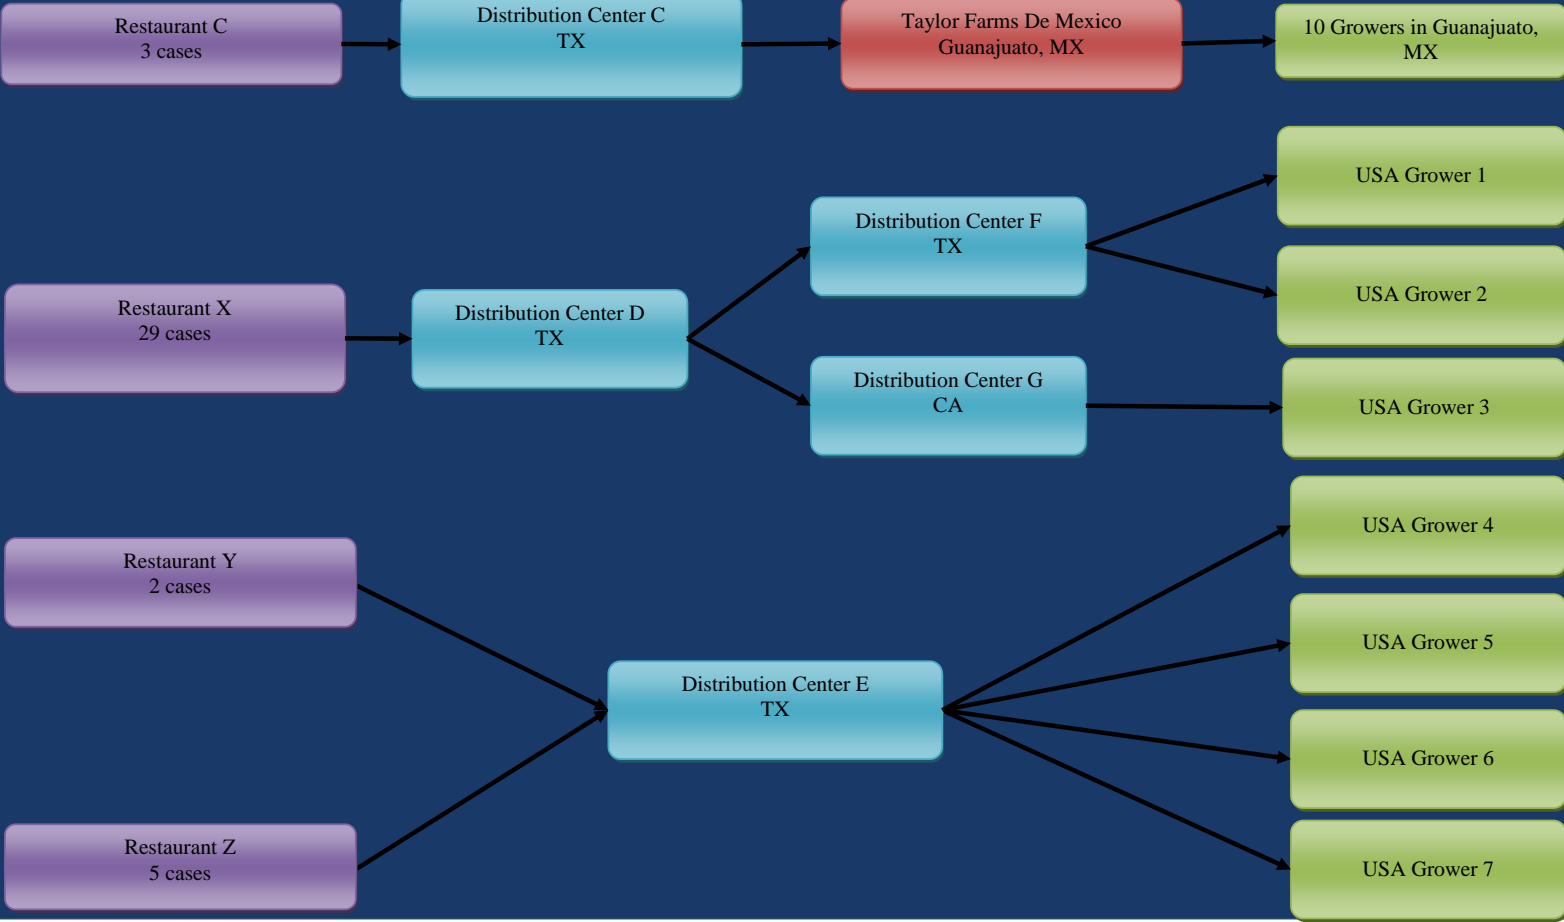 Restaurant C
3 cases
Distribution Center C
TX
Taylor Farms De Mexico
Guanajuato, MX
10 Growers in Guanajuato,
MX
USA Grower 1
Distribution Center F
TX
USA Grower 2
Restaurant X
29 cases
Distribution Center D
TX
Distribution Center G
CA
USA Grower 3
USA Grower 4
Restaurant Y
2 cases
USA Grower 5
Distribution Center E
TX
USA Grower 6
Restaurant Z
5 cases
USA Grower 7